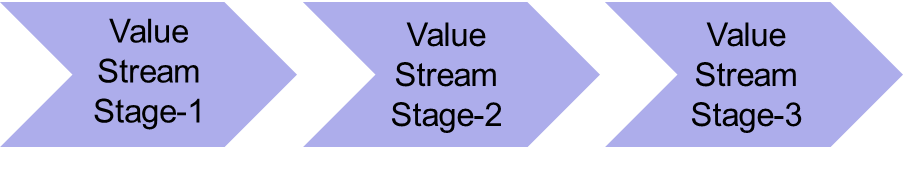 Value
Stream
Stage-1
Value
Stream
Stage-2
Value
Stream
Stage-3